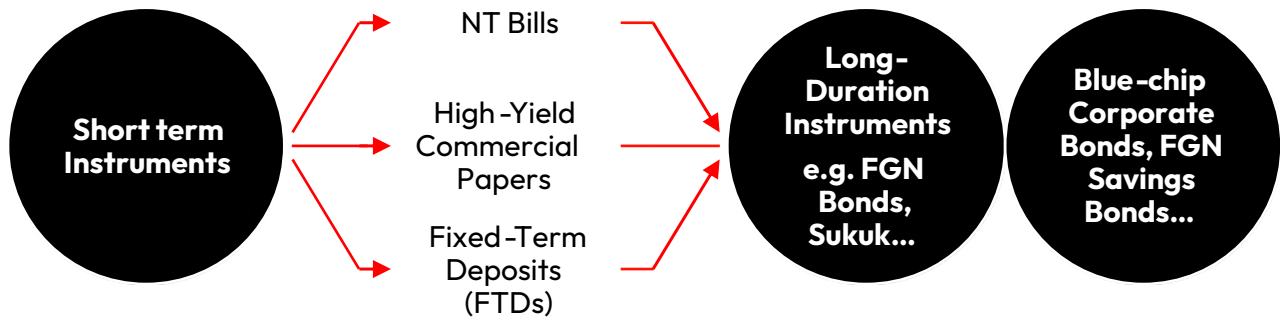 Short term
Instruments
NT Bills
High-Yield
Commercial
Papers
Fixed-Term
Deposits
(FTDs)
Long-
Duration
Instruments
e.g. FGN
Bonds,
Sukuk...
Blue-chip
Corporate
Bonds, FGN
Savings
Bonds...